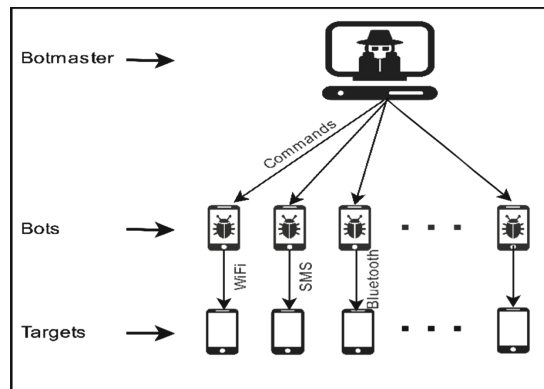 Botmaster
Commands
Bots
WiFi
SMS
Bluetooth
Targets